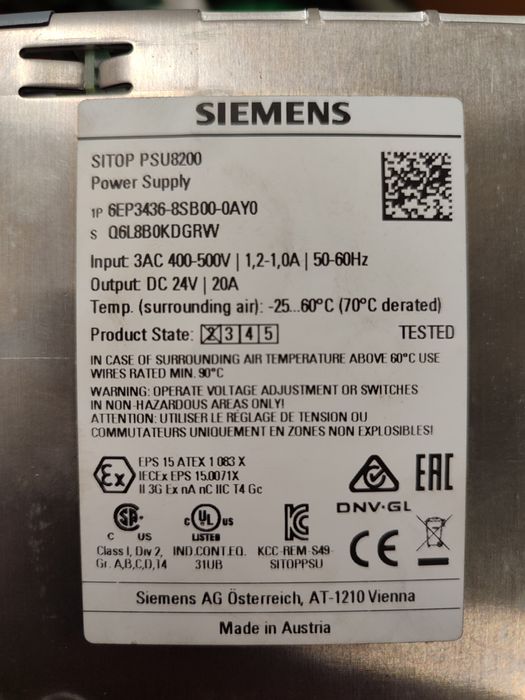 SIEMENS
SITOP PSU8200
Power Supply
1P 6EP3436-8SB00-0AY0
S Q6L8B0KDGRW
Input: 3AC 400-500V | 1,2-1,0A | 50-60Hz
Output: DC 24V | 20A
Temp. (surrounding air): -25...60°C (70°C derated)
Product State: 2 3 4 5 TESTED
IN CASE OF SURROUNDING AIR TEMPERATURE ABOVE 60°C USE
WIRES RATED MIN. 90°C
WARNING: OPERATE VOLTAGE ADJUSTMENT OR SWITCHES
IN NON-HAZARDOUS AREAS ONLY!
ATTENTION: UTILISER LE REGLAGE DE TENSION OU
COMMUTATEURS UNIQUEMENT EN ZONES NON EXPLOSIBLES!
Ex
EPS 15 ATEX 1 083 X
IECEx EPS 15.0071X
II 3G Ex nA nC IIC T4 Gc
EAC
DNV·GL
SA
C US
Class I, Div 2,
Gr. A,B,C,D,T4
C UL US
LISTED
IND.CONT.EQ.
31UB
KC
KCC-REM-S49-
SITOPPSU
CE
Siemens AG Österreich, AT-1210 Vienna
Made in Austria